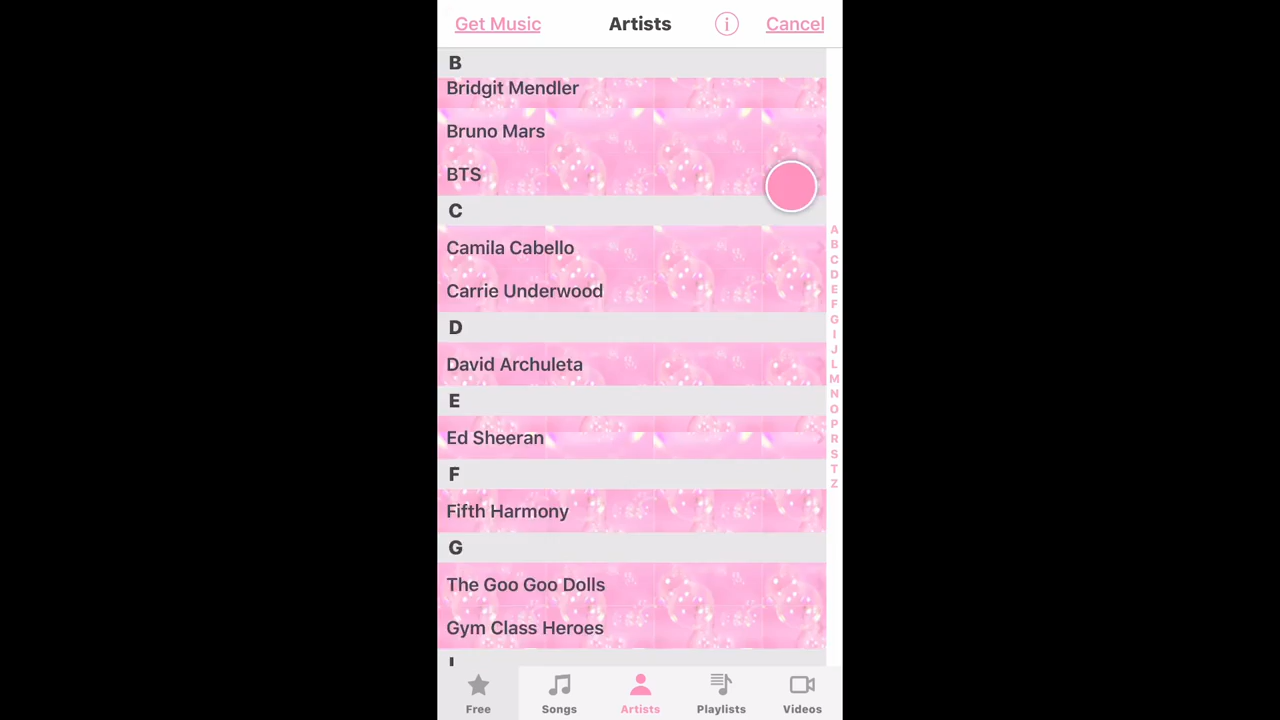 Get Music Artists i Cancel
B
Bridgit Mendler
Bruno Mars
BTS
C
Camila Cabello
Carrie Underwood
D
David Archuleta
E
Ed Sheeran
F
Fifth Harmony
G
The Goo Goo Dolls
Gym Class Heroes
A
B
C
D
E
F
G
I
J
L
M
N
O
P
R
S
T
Z
Free Songs Artists Playlists Videos